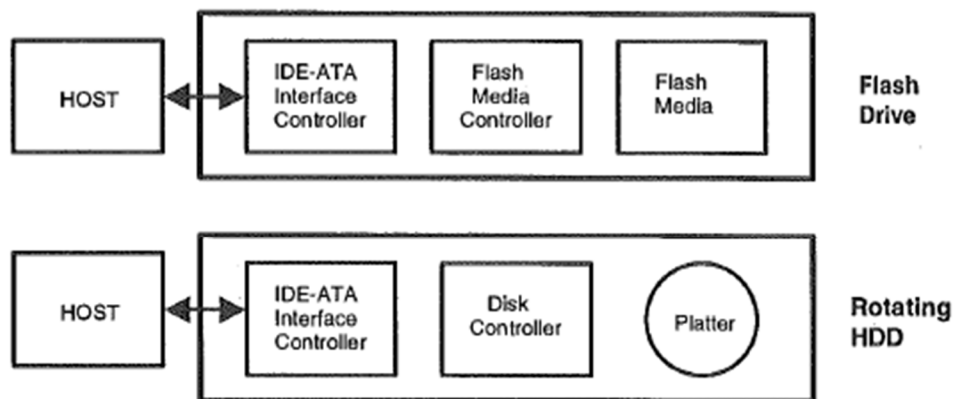 HOST
IDE-ATA
Interface
Controller
Flash
Media
Controller
Flash
Media
Flash
Drive
HOST
IDE-ATA
Interface
Controller
Disk
Controller
Platter
Rotating
HDD